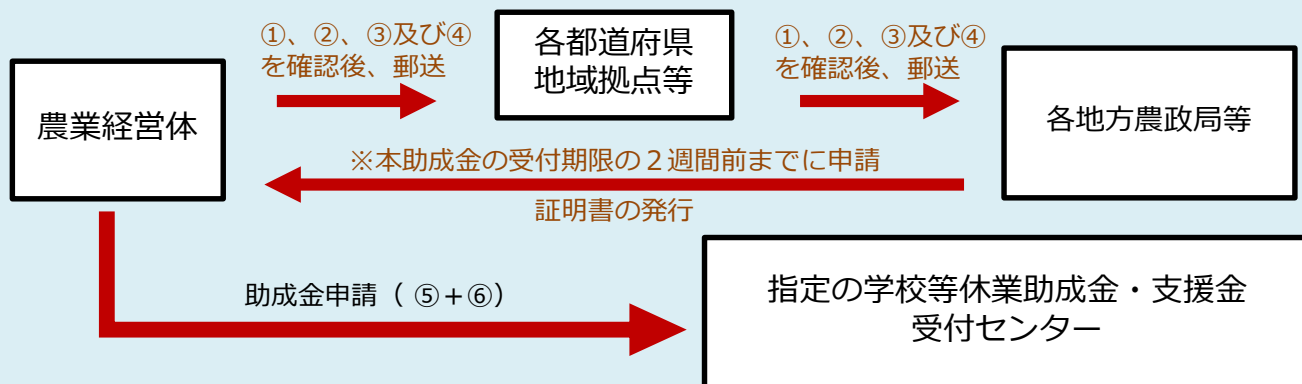 ①、②、③及び④
を確認後、郵送
各都道府県
地域拠点等
①、②、③及び④
を確認後、郵送
農業経営体
各地方農政局等
※本助成金の受付期限の２週間前までに申請
証明書の発行
助成金申請（ ⑤＋⑥）
指定の学校等休業助成金・支援金
受付センター